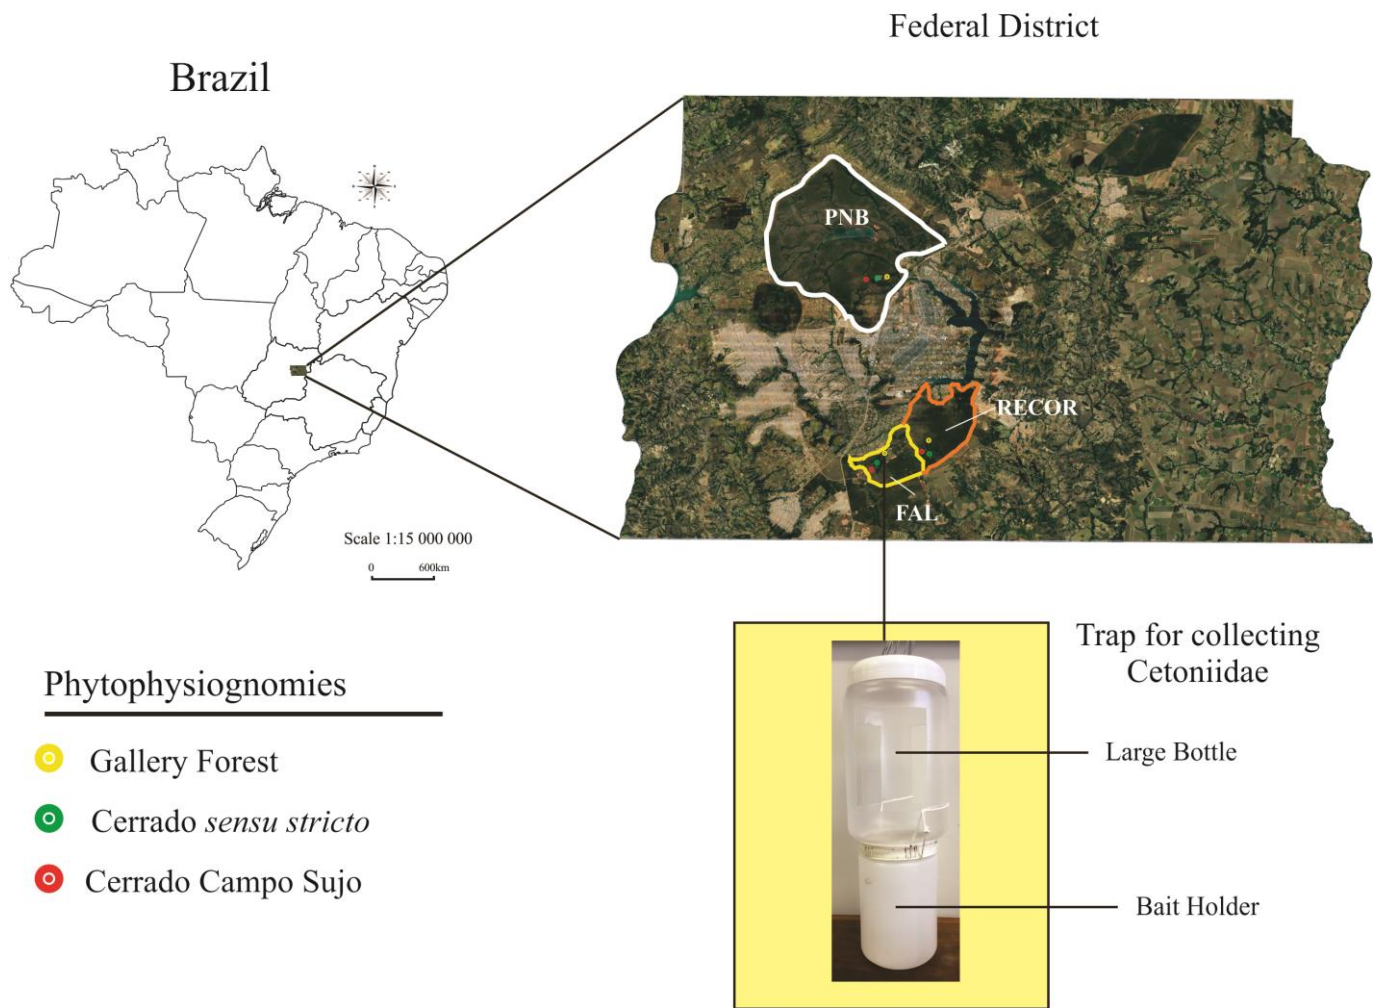 Federal District
Brazil
PNB
RECOR
FAL
Scale 1:15 000 000
0 600km
Trap for collecting
Cetoniidae
Large Bottle
Bait Holder
Phytophysiognomies
Gallery Forest
Cerrado sensu stricto
Cerrado Campo Sujo